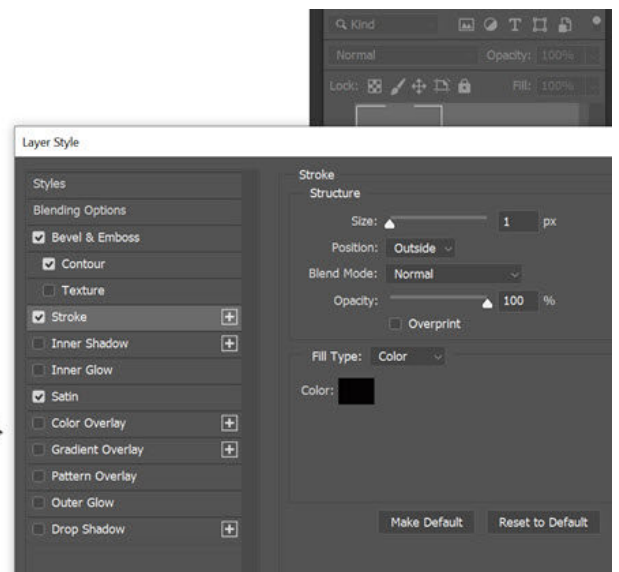 Kind
Normal Opacity: 100%
Lock: Fill: 100%
Layer Style
Styles
Blending Options
Bevel & Emboss
Contour
Texture
Stroke
Inner Shadow
Inner Glow
Satin
Color Overlay
Gradient Overlay
Pattern Overlay
Outer Glow
Drop Shadow
Stroke
Structure
Size: 1 px
Position: Outside
Blend Mode: Normal
Opacity: 100 %
Overprint
Fill Type: Color
Color:
Make Default Reset to Default